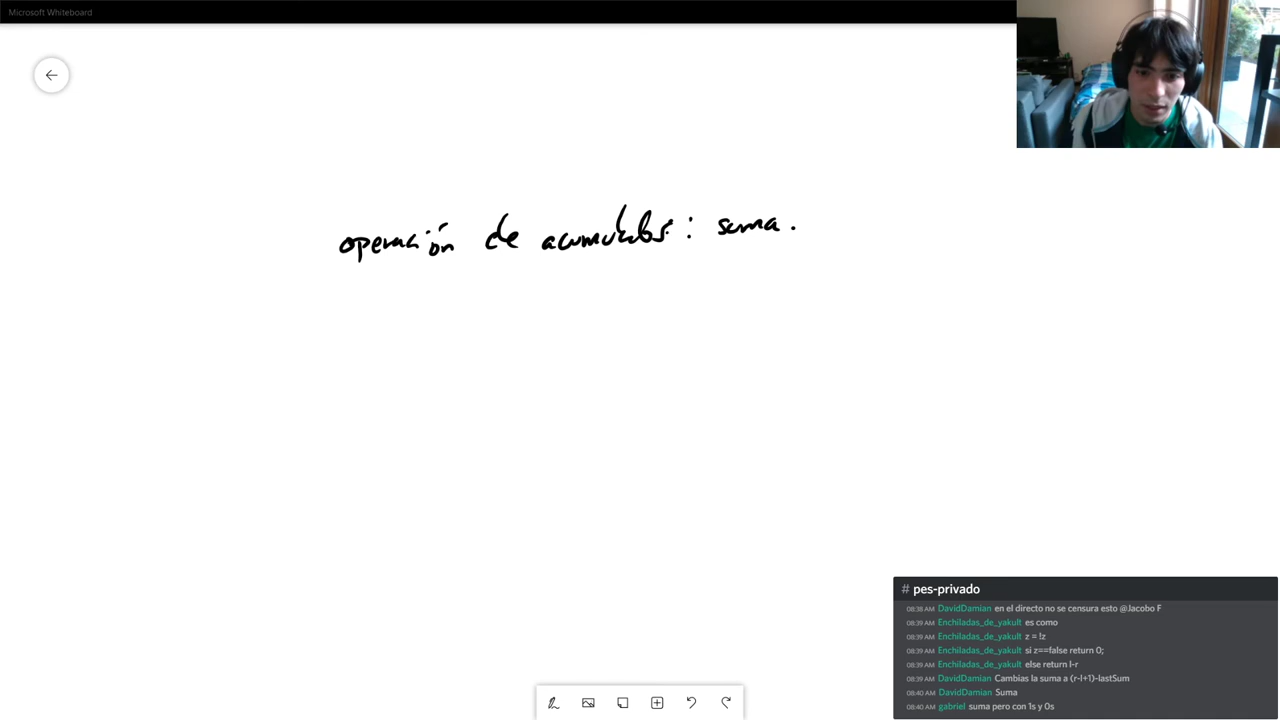 Microsoft Whiteboard
operación de acumulados: suma.
# pes-privado
08:38 AM DavidDamian en el directo no se censura esto @Jacobo F
08:39 AM Enchiladas_de_yakult es como
08:39 AM Enchiladas_de_yakult z = !z
08:39 AM Enchiladas_de_yakult si z==false return 0;
08:39 AM Enchiladas_de_yakult else return l-r
08:39 AM DavidDamian Cambias la suma a (r-l+1)-lastSum
08:40 AM DavidDamian Suma
08:40 AM gabriel suma pero con 1s y 0s